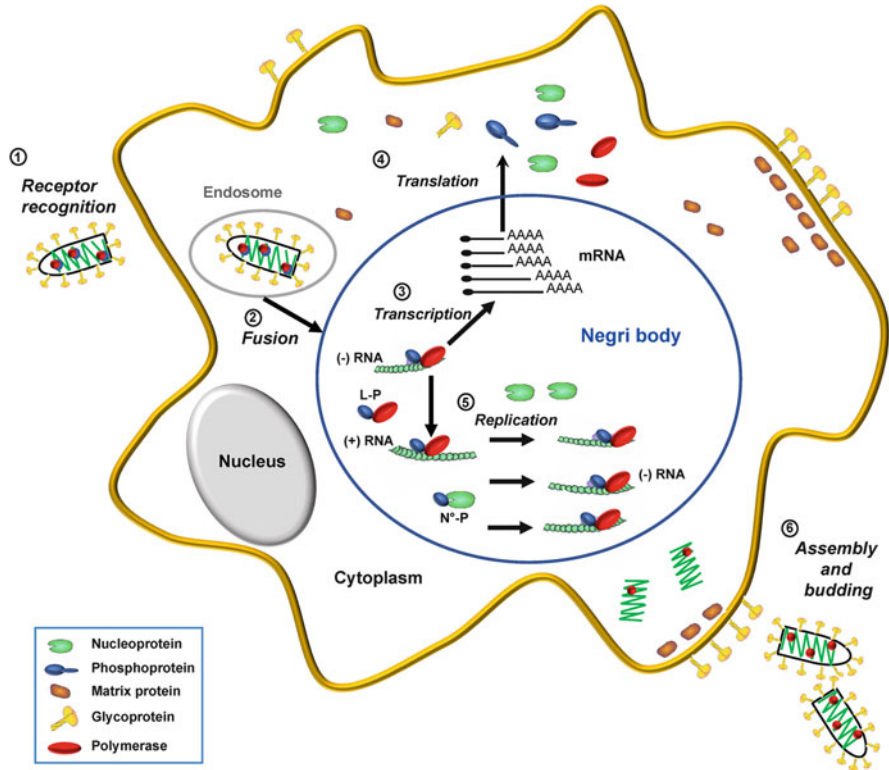 ①
Receptor
recognition
Endosome
②
Fusion
④
Translation
AAAA
AAAA
AAAA
AAAA
AAAA
mRNA
③
Transcription
Negri body
(-) RNA
L-P
⑤
Replication
(+) RNA
(-) RNA
N°-P
Nucleus
Cytoplasm
⑥
Assembly
and
budding
Nucleoprotein
Phosphoprotein
Matrix protein
Glycoprotein
Polymerase